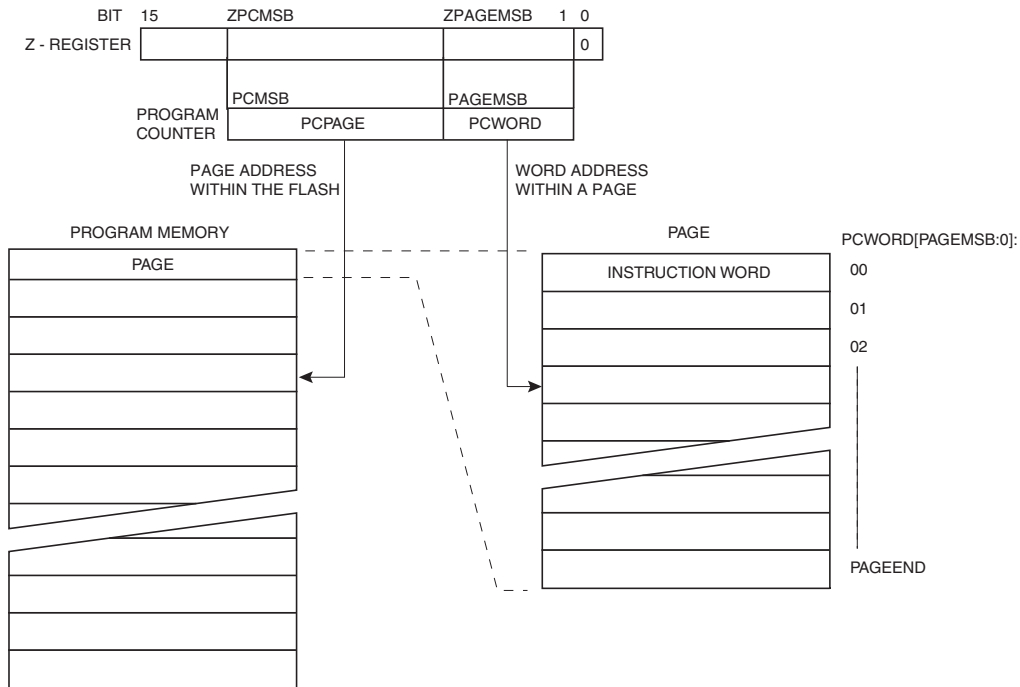 BIT 15 ZPCMSB ZPAGEMSB 1 0
Z - REGISTER 0
PCMSB PAGEMSB
PROGRAM
COUNTER
PCPAGE PCWORD
PAGE ADDRESS
WITHIN THE FLASH
WORD ADDRESS
WITHIN A PAGE
PROGRAM MEMORY
PAGE
PAGE
PCWORD[PAGEMSB:0]:
INSTRUCTION WORD
00
01
02
PAGEEND